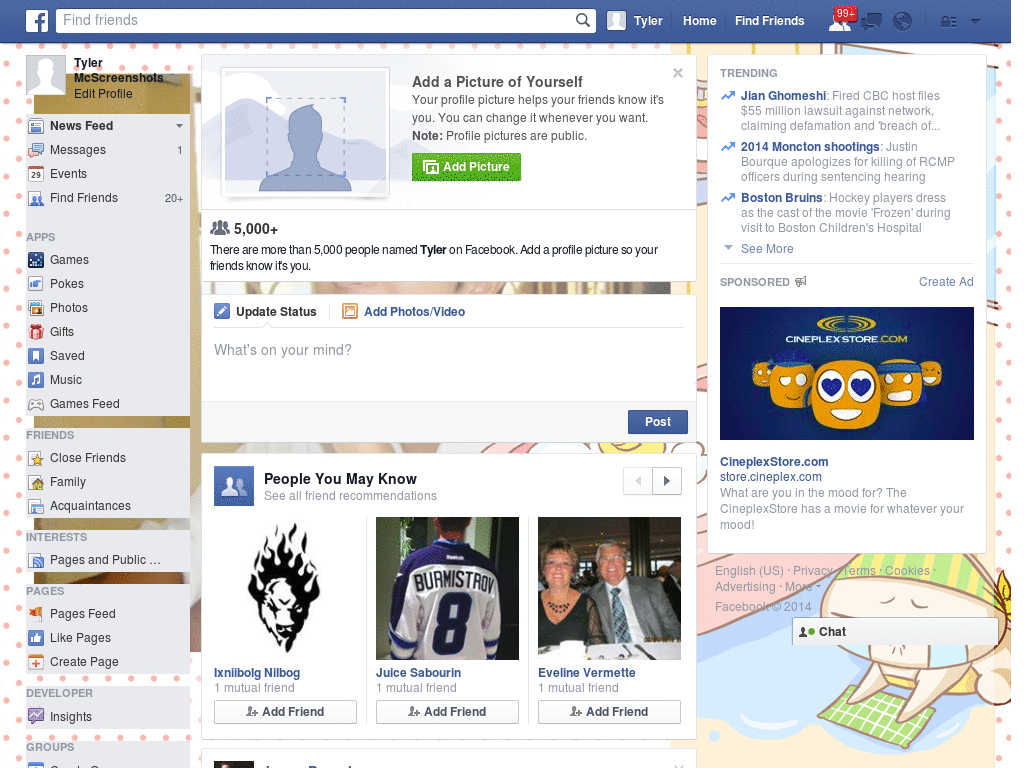 Find friends
Tyler
Home
Find Friends
99+
Tyler
McScreenshots
Edit Profile
News Feed
Messages 1
29 Events
Find Friends 20+
APPS
Games
Pokes
Photos
Gifts
Saved
Music
Games Feed
FRIENDS
Close Friends
Family
Acquaintances
INTERESTS
Pages and Public ...
PAGES
Pages Feed
Like Pages
Create Page
DEVELOPER
Insights
GROUPS
Add a Picture of Yourself
Your profile picture helps your friends know it's
you. You can change it whenever you want.
Note: Profile pictures are public.
Add Picture
5,000+
There are more than 5,000 people named Tyler on Facebook. Add a profile picture so your
friends know it's you.
Update Status
Add Photos/Video
What's on your mind?
Post
People You May Know
See all friend recommendations
Reebok
BURMISTROV
8
Ixniibolg Nilbog
1 mutual friend
Add Friend
Juice Sabourin
1 mutual friend
Add Friend
Eveline Vermette
1 mutual friend
Add Friend
TRENDING
Jian Ghomeshi: Fired CBC host files
$55 million lawsuit against network,
claiming defamation and 'breach of...
2014 Moncton shootings: Justin
Bourque apologizes for killing of RCMP
officers during sentencing hearing
Boston Bruins: Hockey players dress
as the cast of the movie 'Frozen' during
visit to Boston Children's Hospital
See More
SPONSORED
Create Ad
CINEPLEXSTORE.COM
CineplexStore.com
store.cineplex.com
What are you in the mood for? The
CineplexStore has a movie for whatever your
mood!
English (US) · Privacy · Terms · Cookies ·
Advertising · More
Facebook © 2014
Chat